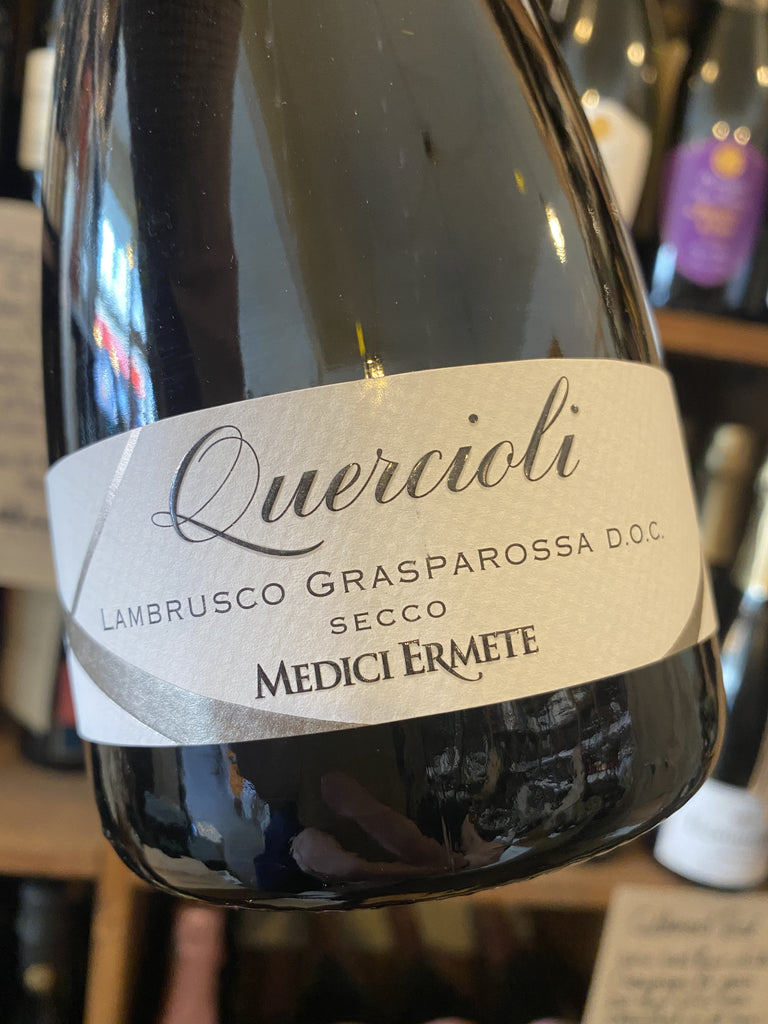 Quercioli
LAMBRUSCO GRASPAROSSA D.O.C.
SECCO
MEDICI ERMETE